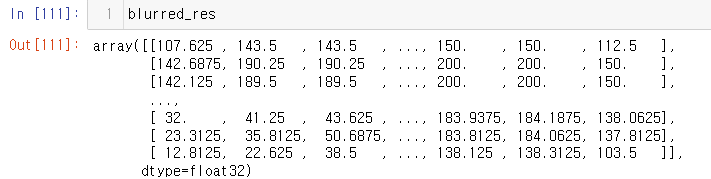 In [111]: 1 blurred_res
Out[111]: array([[107.625 , 143.5   , 143.5   , ..., 150.    , 150.    , 112.5   ],
[142.6875, 190.25  , 190.25  , ..., 200.    , 200.    , 150.    ],
[142.125 , 189.5   , 189.5   , ..., 200.    , 200.    , 150.    ],
...,
[ 32.    ,  41.25  ,  43.625 , ..., 183.9375, 184.1875, 138.0625],
[ 23.3125,  35.8125,  50.6875, ..., 183.8125, 184.0625, 137.8125],
[ 12.8125,  22.625 ,  38.5   , ..., 138.125 , 138.3125, 103.5   ]],
dtype=float32)